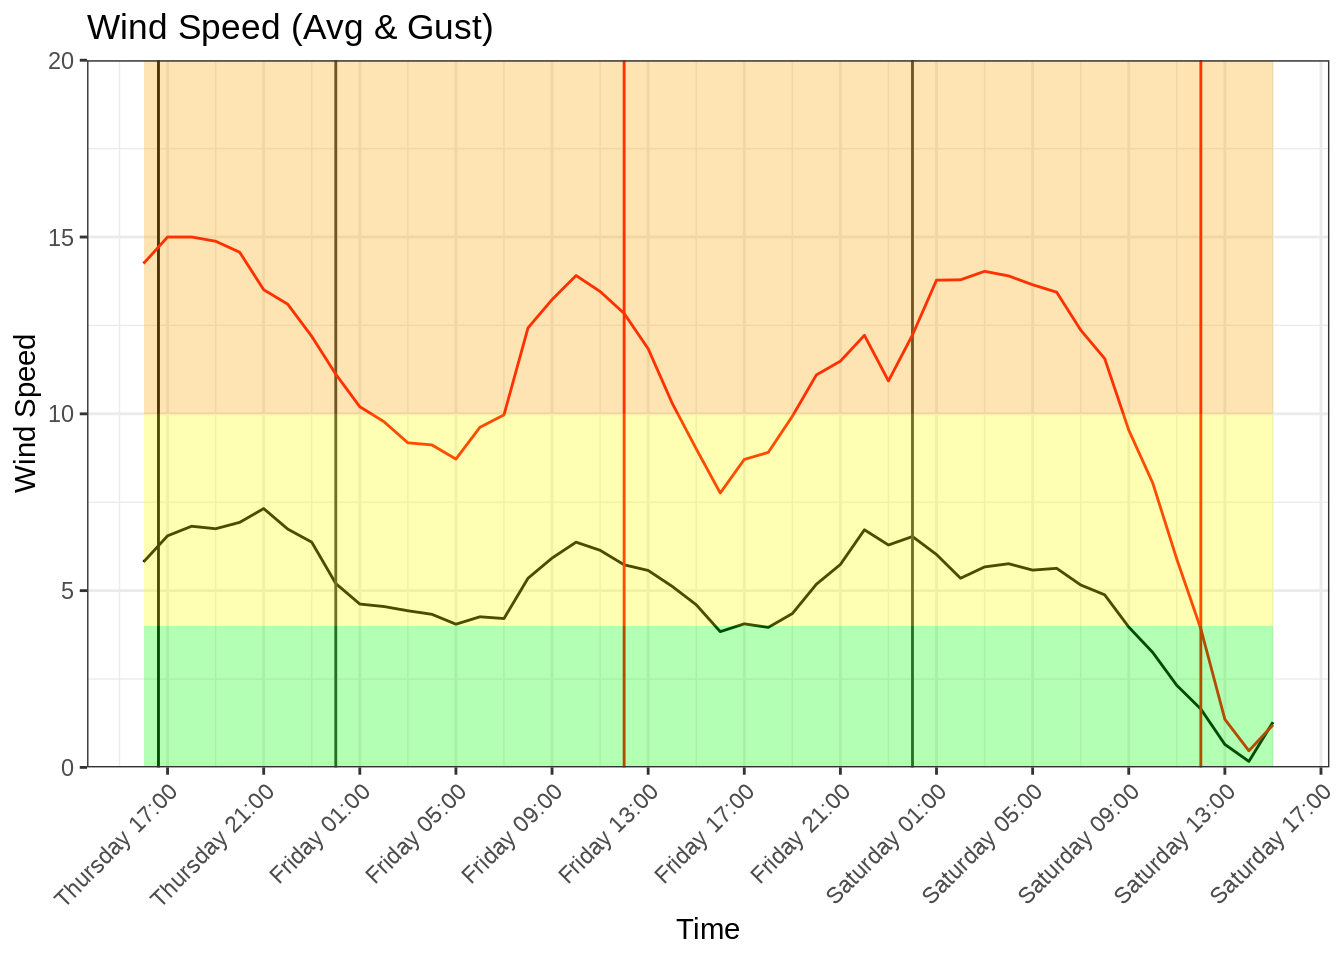 Wind Speed (Avg & Gust)
20
15
10
5
0
Wind Speed
Thursday 17:00
Thursday 21:00
Friday 01:00
Friday 05:00
Friday 09:00
Friday 13:00
Friday 17:00
Friday 21:00
Saturday 01:00
Saturday 05:00
Saturday 09:00
Saturday 13:00
Saturday 17:00
Time